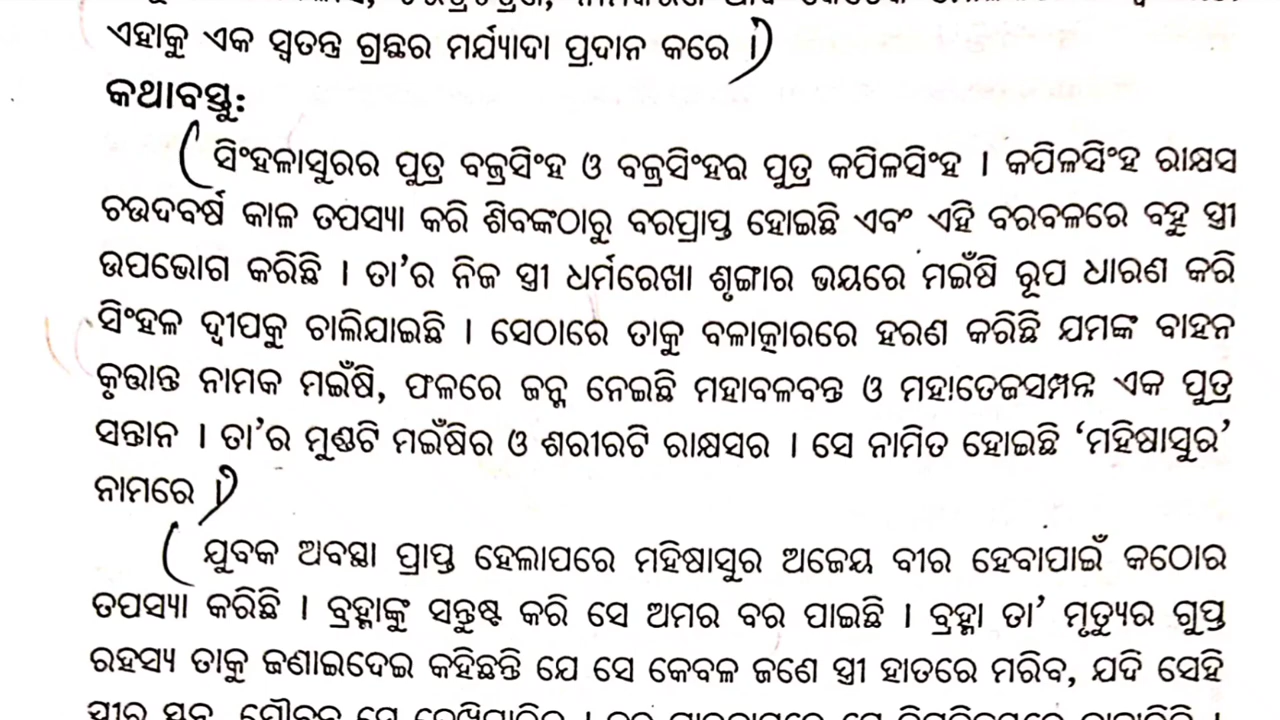 ଏହାକୁ ଏକ ସ୍ୱତନ୍ତ୍ର ଗ୍ରନ୍ଥର ମର୍ଯ୍ୟାଦା ପ୍ରଦାନ କରେ ।
କଥାବସ୍ତୁ:
ସିଂହଳାସୁରର ପୁତ୍ର ବଜ୍ରସିଂହ ଓ ବଜ୍ରସିଂହର ପୁତ୍ର କପିଳସିଂହ । କପିଳସିଂହ ରାକ୍ଷସ
ଚଉଦବର୍ଷ କାଳ ତପସ୍ୟା କରି ଶିବଙ୍କଠାରୁ ବରପ୍ରାପ୍ତ ହୋଇଛି ଏବଂ ଏହି ବରବଳରେ ବହୁ ସ୍ତ୍ରୀ
ଉପଭୋଗ କରିଛି । ତା’ର ନିଜ ସ୍ତ୍ରୀ ଧର୍ମରେଖା ଶୃଙ୍ଗାର ଭୟରେ ମଇଁଷି ରୂପ ଧାରଣ କରି
ସିଂହଳ ଦ୍ୱୀପକୁ ଚାଲିଯାଇଛି । ସେଠାରେ ତାକୁ ବଳାତ୍କାରରେ ହରଣ କରିଛି ଯମଙ୍କ ବାହନ
କୃତ୍ତାନ୍ତ ନାମକ ମଇଁଷି, ଫଳରେ ଜନ୍ମ ନେଇଛି ମହାବଳବନ୍ତ ଓ ମହାତେଜସମ୍ପନ୍ନ ଏକ ପୁତ୍ର
ସନ୍ତାନ । ତା’ର ମୁଣ୍ଡଟି ମଇଁଷିର ଓ ଶରୀରଟି ରାକ୍ଷସର । ସେ ନାମିତ ହୋଇଛି ‘ମହିଷାସୁର’
ନାମରେ ।
ଯୁବକ ଅବସ୍ଥା ପ୍ରାପ୍ତ ହେଲାପରେ ମହିଷାସୁର ଅଜେୟ ବୀର ହେବାପାଇଁ କଠୋର
ତପସ୍ୟା କରିଛି । ବ୍ରହ୍ମାଙ୍କୁ ସନ୍ତୁଷ୍ଟ କରି ସେ ଅମର ବର ପାଇଛି । ବ୍ରହ୍ମା ତା’ ମୃତ୍ୟୁର ଗୁପ୍ତ
ରହସ୍ୟ ତାକୁ ଜଣାଇଦେଇ କହିଛନ୍ତି ଯେ ସେ କେବଳ ଜଣେ ସ୍ତ୍ରୀ ହାତରେ ମରିବ, ଯଦି ସେହି